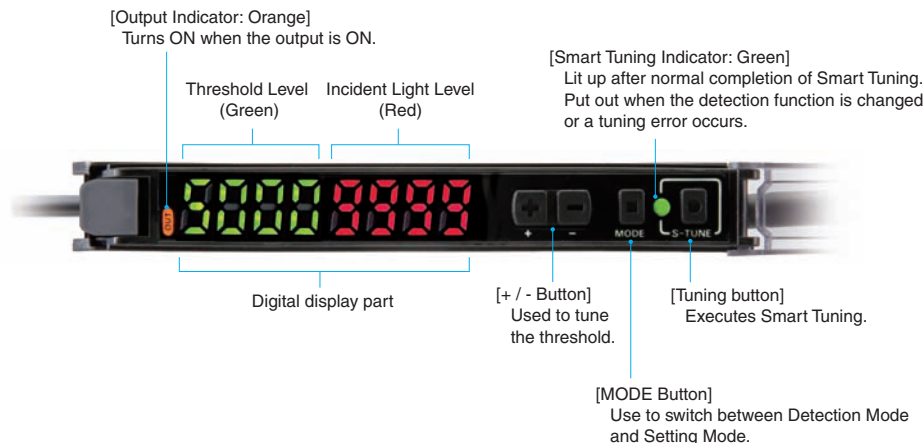 [Output Indicator: Orange]
Turns ON when the output is ON.
[Smart Tuning Indicator: Green]
Lit up after normal completion of Smart Tuning.
Put out when the detection function is changed
or a tuning error occurs.
Threshold Level
(Green)
Incident Light Level
(Red)
OUT
5000 9999
+ -
MODE
S-TUNE
Digital display part
[+ / - Button]
Used to tune
the threshold.
[Tuning button]
Executes Smart Tuning.
[MODE Button]
Use to switch between Detection Mode
and Setting Mode.